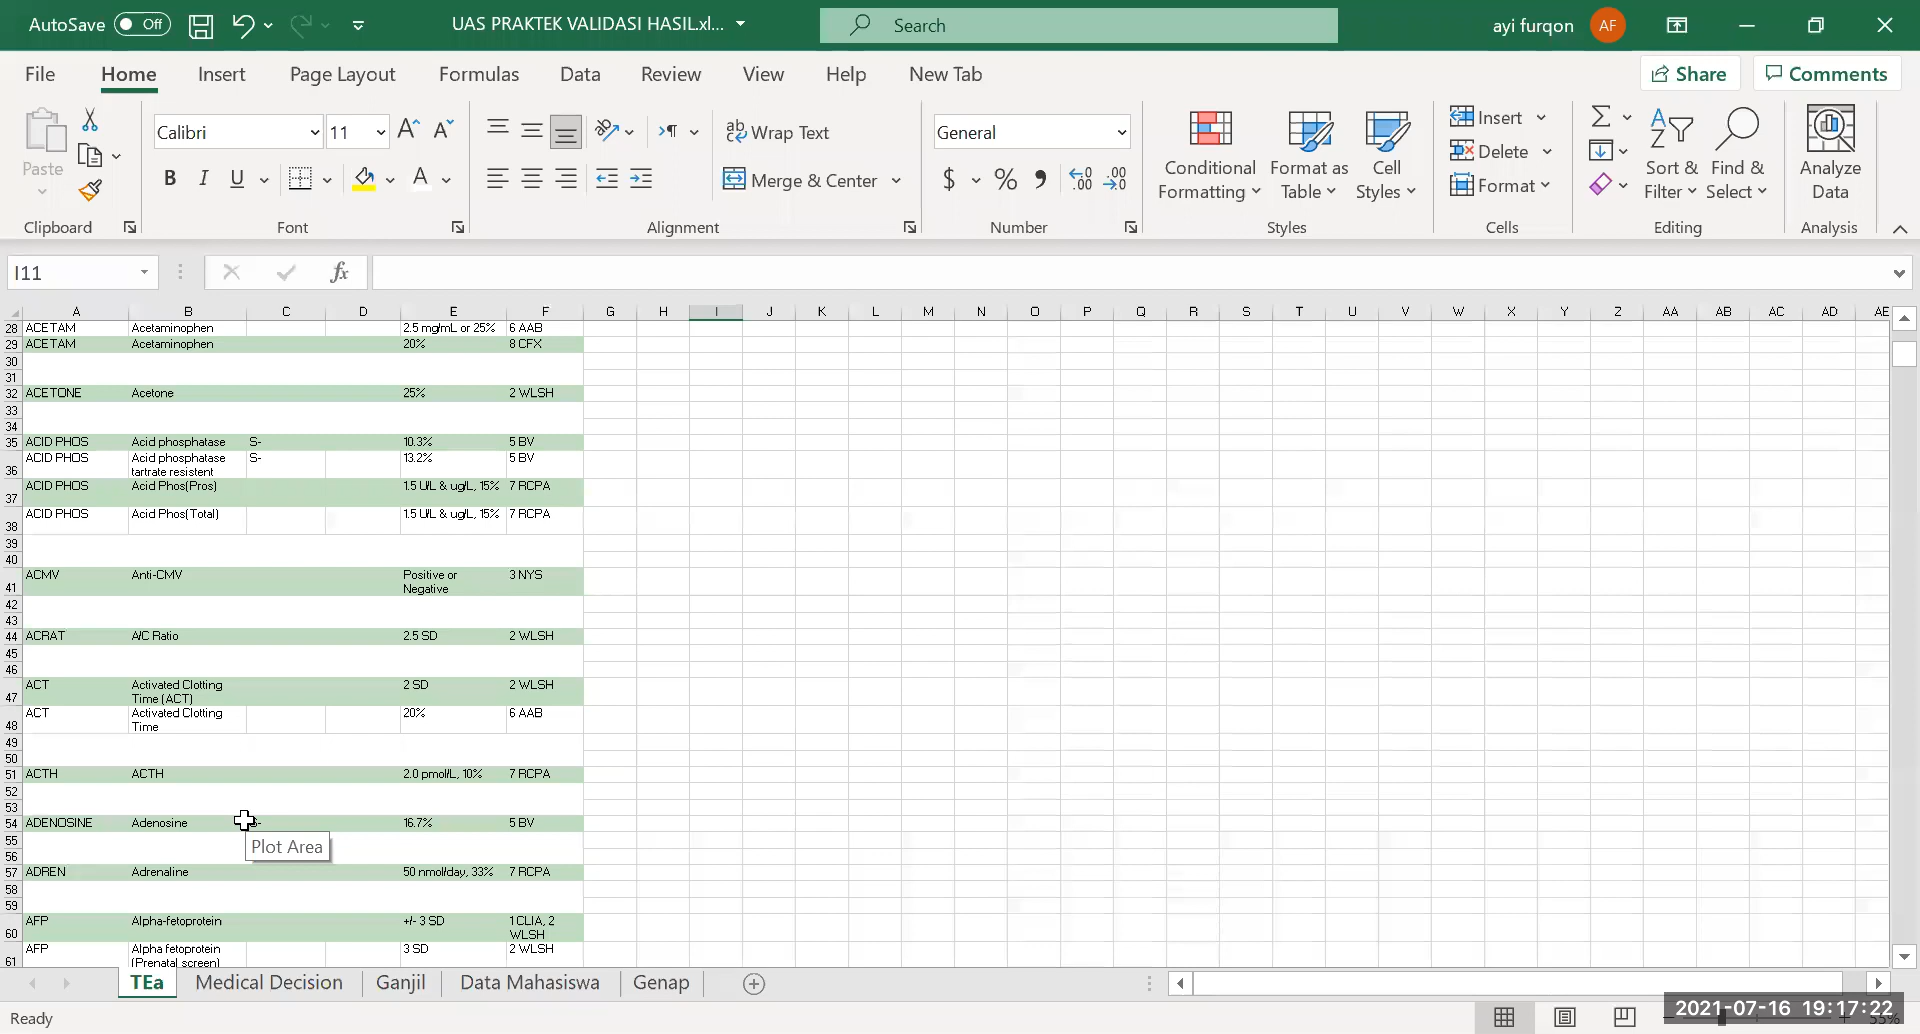 AutoSave Off UAS PRAKTEK VALIDASI HASIL.xl... Search ayi furqon AF
File Home Insert Page Layout Formulas Data Review View Help New Tab Share Comments
Paste
Calibri 11
Wrap Text
Merge & Center
General
$ % , .00
Conditional Formatting
Format as Table
Cell Styles
Insert
Delete
Format
Sort & Filter
Find & Select
Analyze Data
Clipboard Font Alignment Number Styles Cells Editing Analysis
I11 fx
A B C D E F G H I J K L M N O P Q R S T U V W X Y Z AA AB AC AD AE
28 ACETAM Acetaminophen 2.5 mg/mL or 25% 6 AAB
29 ACETAM Acetaminophen 20% 8 CFX
30
31
32 ACETONE Acetone 25% 2 WLSH
33
34
35 ACID PHOS Acid phosphatase S- 10.3% 5 BV
36 ACID PHOS Acid phosphatase tartrate resistent S- 13.2% 5 BV
37 ACID PHOS Acid Phos(Pros) 1.5 U/L & ug/L, 15% 7 RCPA
38 ACID PHOS Acid Phos(Total) 1.5 U/L & ug/L, 15% 7 RCPA
39
40
41 ACMV Anti-CMV Positive or Negative 3 NYS
42
43
44 ACRAT A/C Ratio 2.5 SD 2 WLSH
45
46
47 ACT Activated Clotting Time (ACT) 2 SD 2 WLSH
48 ACT Activated Clotting Time 20% 6 AAB
49
50
51 ACTH ACTH 2.0 pmol/L, 10% 7 RCPA
52
53
54 ADENOSINE Adenosine 16.7% 5 BV
Plot Area
55
56
57 ADREN Adrenaline 50 nmol/day, 33% 7 RCPA
58
59
60 AFP Alpha-fetoprotein +/- 3 SD 1 CLIA, 2 WLSH
61 AFP Alpha fetoprotein (Prenatal screen) 3 SD 2 WLSH
TEa Medical Decision Ganjil Data Mahasiswa Genap
Ready
2021-07-16 19:17:22